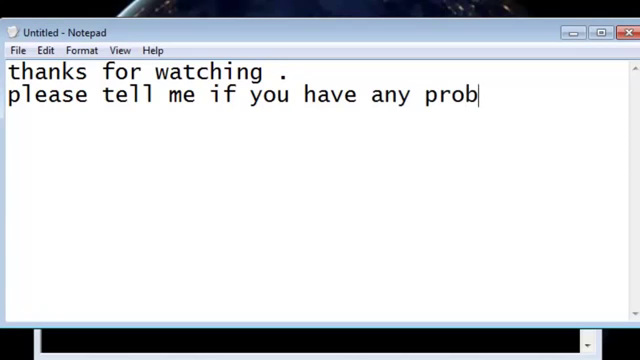 Untitled - Notepad
File Edit Format View Help
thanks for watching .
please tell me if you have any prob